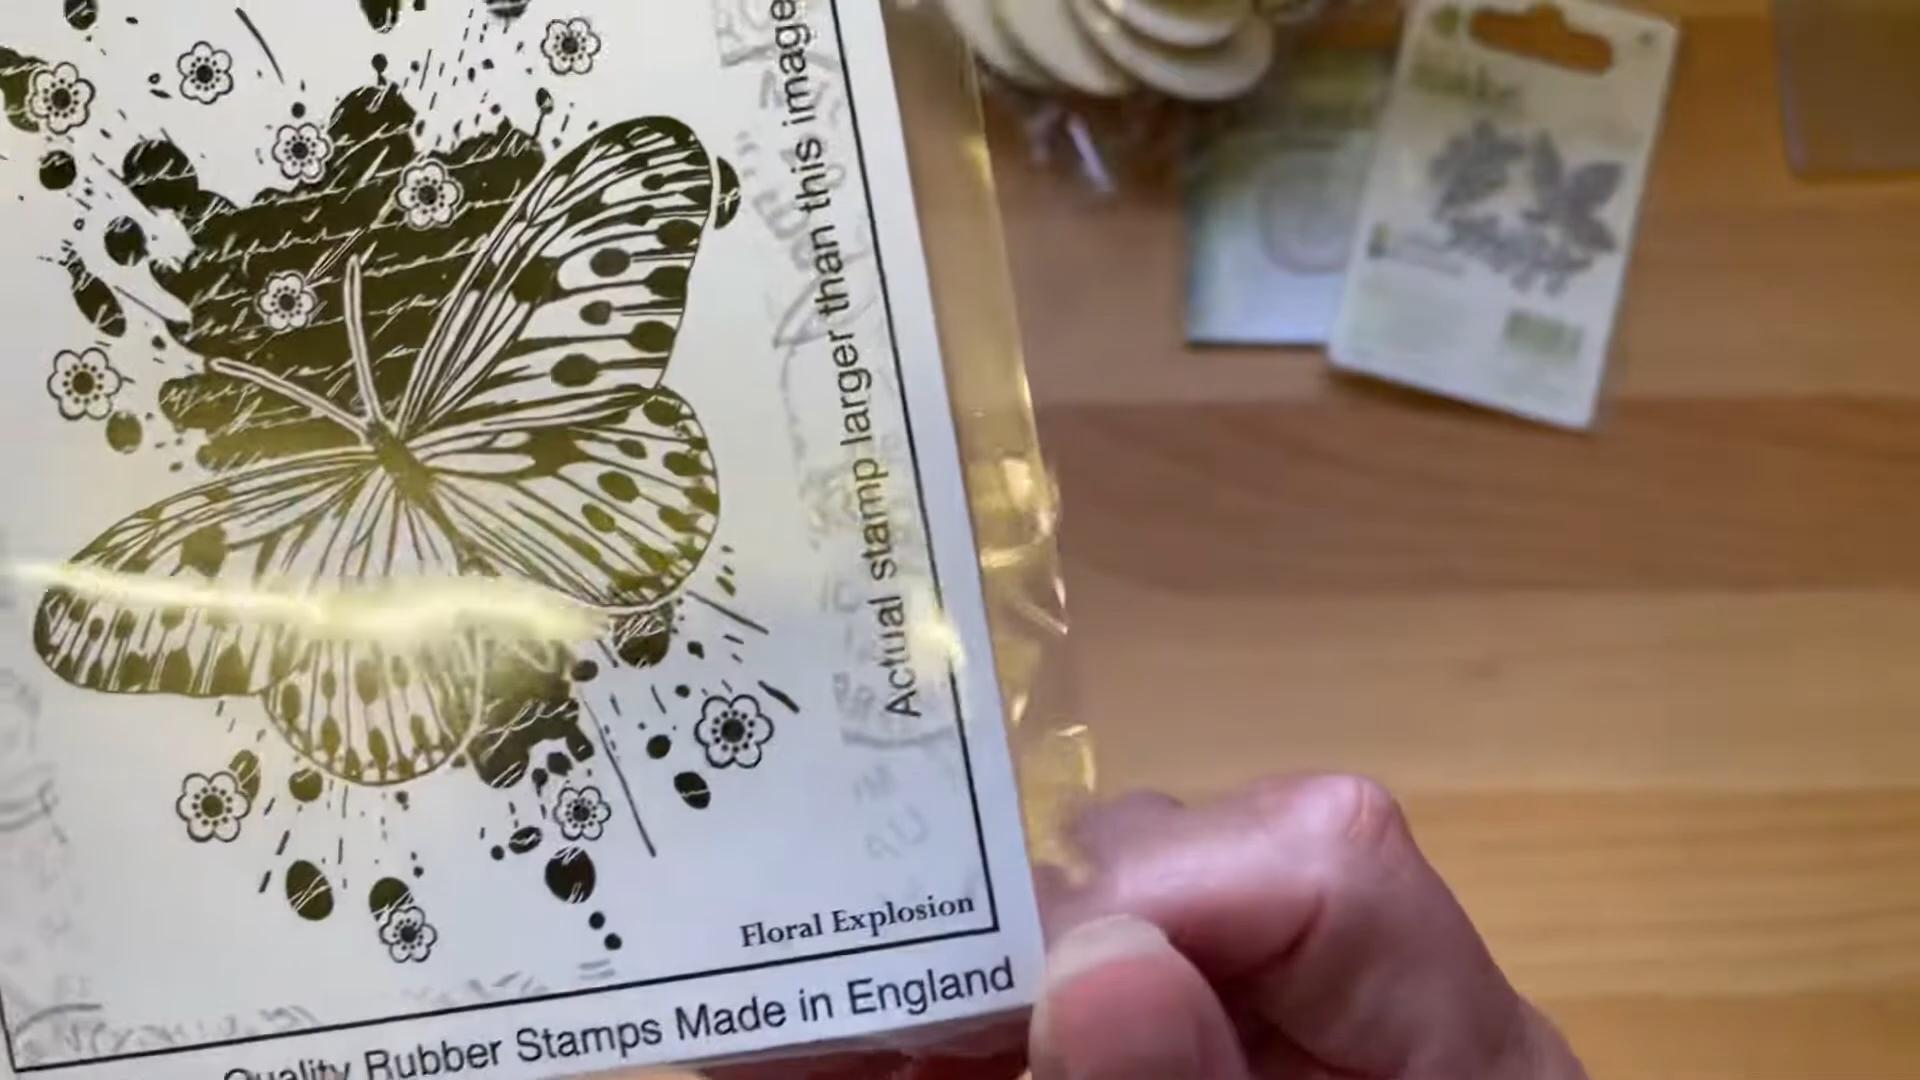 Actual stamp larger than this image
Floral Explosion
Quality Rubber Stamps Made in England